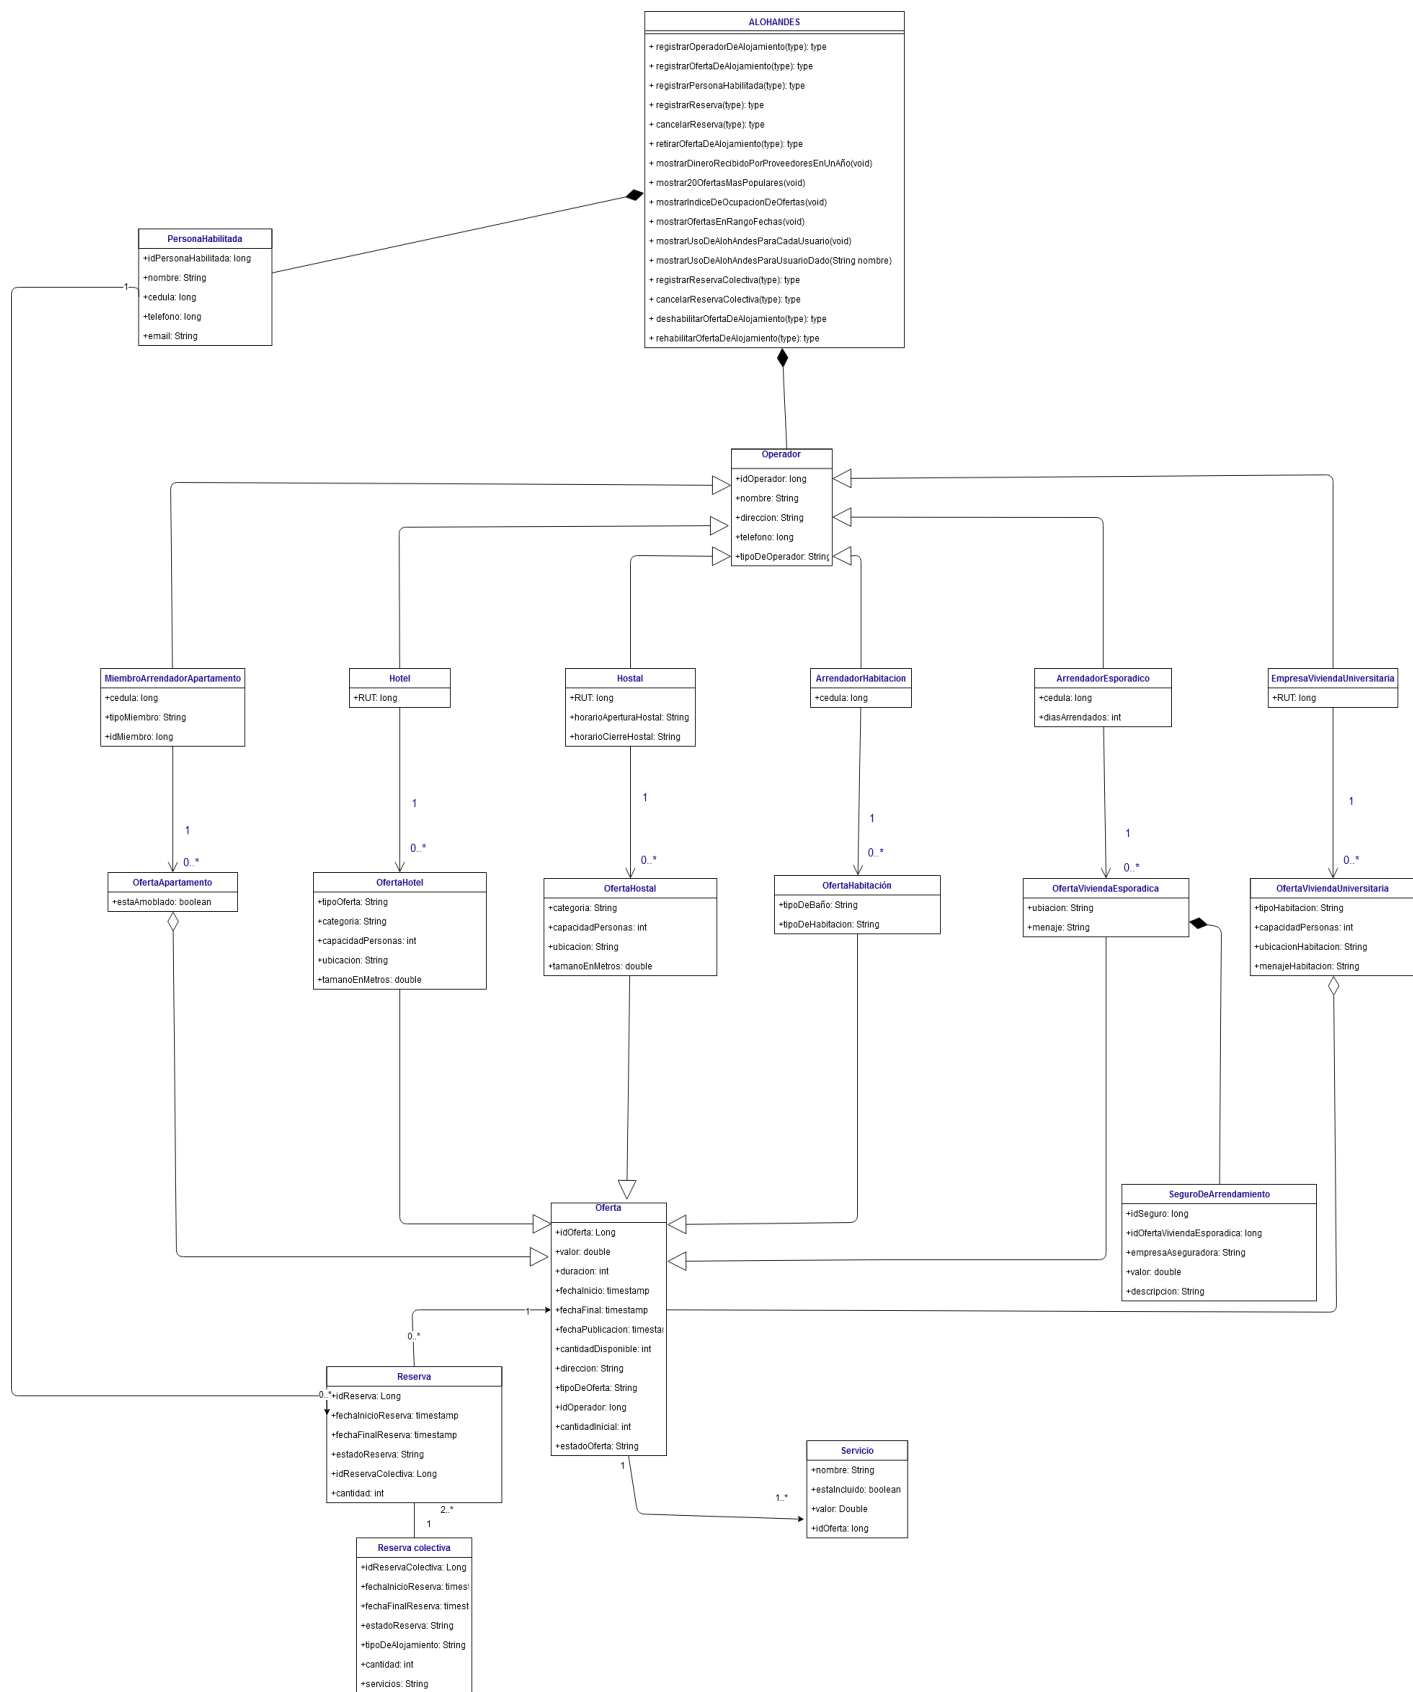 ALOHANDES
+ registrarOperadorDeAlojamiento(type): type
+ registrarOfertaDeAlojamiento(type): type
+ registrarPersonaHabilitada(type): type
+ registrarReserva(type): type
+ cancelarReserva(type): type
+ retirarOfertaDeAlojamiento(type): type
+ mostrarDineroRecibidoPorProveedoresEnUnAño(void)
+ mostrar20OfertasMasPopulares(void)
+ mostrarIndiceDeOcupacionDeOfertas(void)
+ mostrarOfertasEnRangoFechas(void)
+ mostrarUsoDeAlohAndesParaCadaUsuario(void)
+ mostrarUsoDeAlohAndesParaUsuarioDado(String nombre)
+ registrarReservaColectiva(type): type
+ cancelarReservaColectiva(type): type
+ deshabilitarOfertaDeAlojamiento(type): type
+ rehabilitarOfertaDeAlojamiento(type): type
PersonaHabilitada
+idPersonaHabilitada: long
+nombre: String
+cedula: long
+telefono: long
+email: String
1
Operador
+idOperador: long
+nombre: String
+direccion: String
+telefono: long
+tipoDeOperador: String
MiembroArrendadorApartamento
+cedula: long
+tipoMiembro: String
+idMiembro: long
Hotel
+RUT: long
Hostal
+RUT: long
+horarioAperturaHostal: String
+horarioCierreHostal: String
ArrendadorHabitacion
+cedula: long
ArrendadorEsporadico
+cedula: long
+diasArrendados: int
EmpresaViviendaUniversitaria
+RUT: long
1
0..*
1
0..*
1
0..*
1
0..*
1
0..*
1
0..*
OfertaApartamento
+estaAmoblado: boolean
OfertaHotel
+tipoOferta: String
+categoria: String
+capacidadPersonas: int
+ubicacion: String
+tamanoEnMetros: double
OfertaHostal
+categoria: String
+capacidadPersonas: int
+ubicacion: String
+tamanoEnMetros: double
OfertaHabitación
+tipoDeBaño: String
+tipoDeHabitacion: String
OfertaViviendaEsporadica
+ubiacion: String
+menaje: String
OfertaViviendaUniversitaria
+tipoHabitacion: String
+capacidadPersonas: int
+ubicacionHabitacion: String
+menajeHabitacion: String
SeguroDeArrendamiento
+idSeguro: long
+idOfertaViviendaEsporadica: long
+empresaAseguradora: String
+valor: double
+descripcion: String
Oferta
+idOferta: Long
+valor: double
+duracion: int
+fechaInicio: timestamp
+fechaFinal: timestamp
+fechaPublicacion: timesta
+cantidadDisponible: int
+direccion: String
+tipoDeOferta: String
+idOperador: long
+cantidadInicial: int
+estadoOferta: String
1
0..*
Reserva
0..*
+idReserva: Long
+fechaInicioReserva: timestamp
+fechaFinalReserva: timestamp
+estadoReserva: String
+idReservaColectiva: Long
+cantidad: int
1
1..*
Servicio
+nombre: String
+estaIncluido: boolean
+valor: Double
+idOferta: long
2..*
1
Reserva colectiva
+idReservaColectiva: Long
+fechaInicioReserva: timest
+fechaFinalReserva: timest
+estadoReserva: String
+tipoDeAlojamiento: String
+cantidad: int
+servicios: String